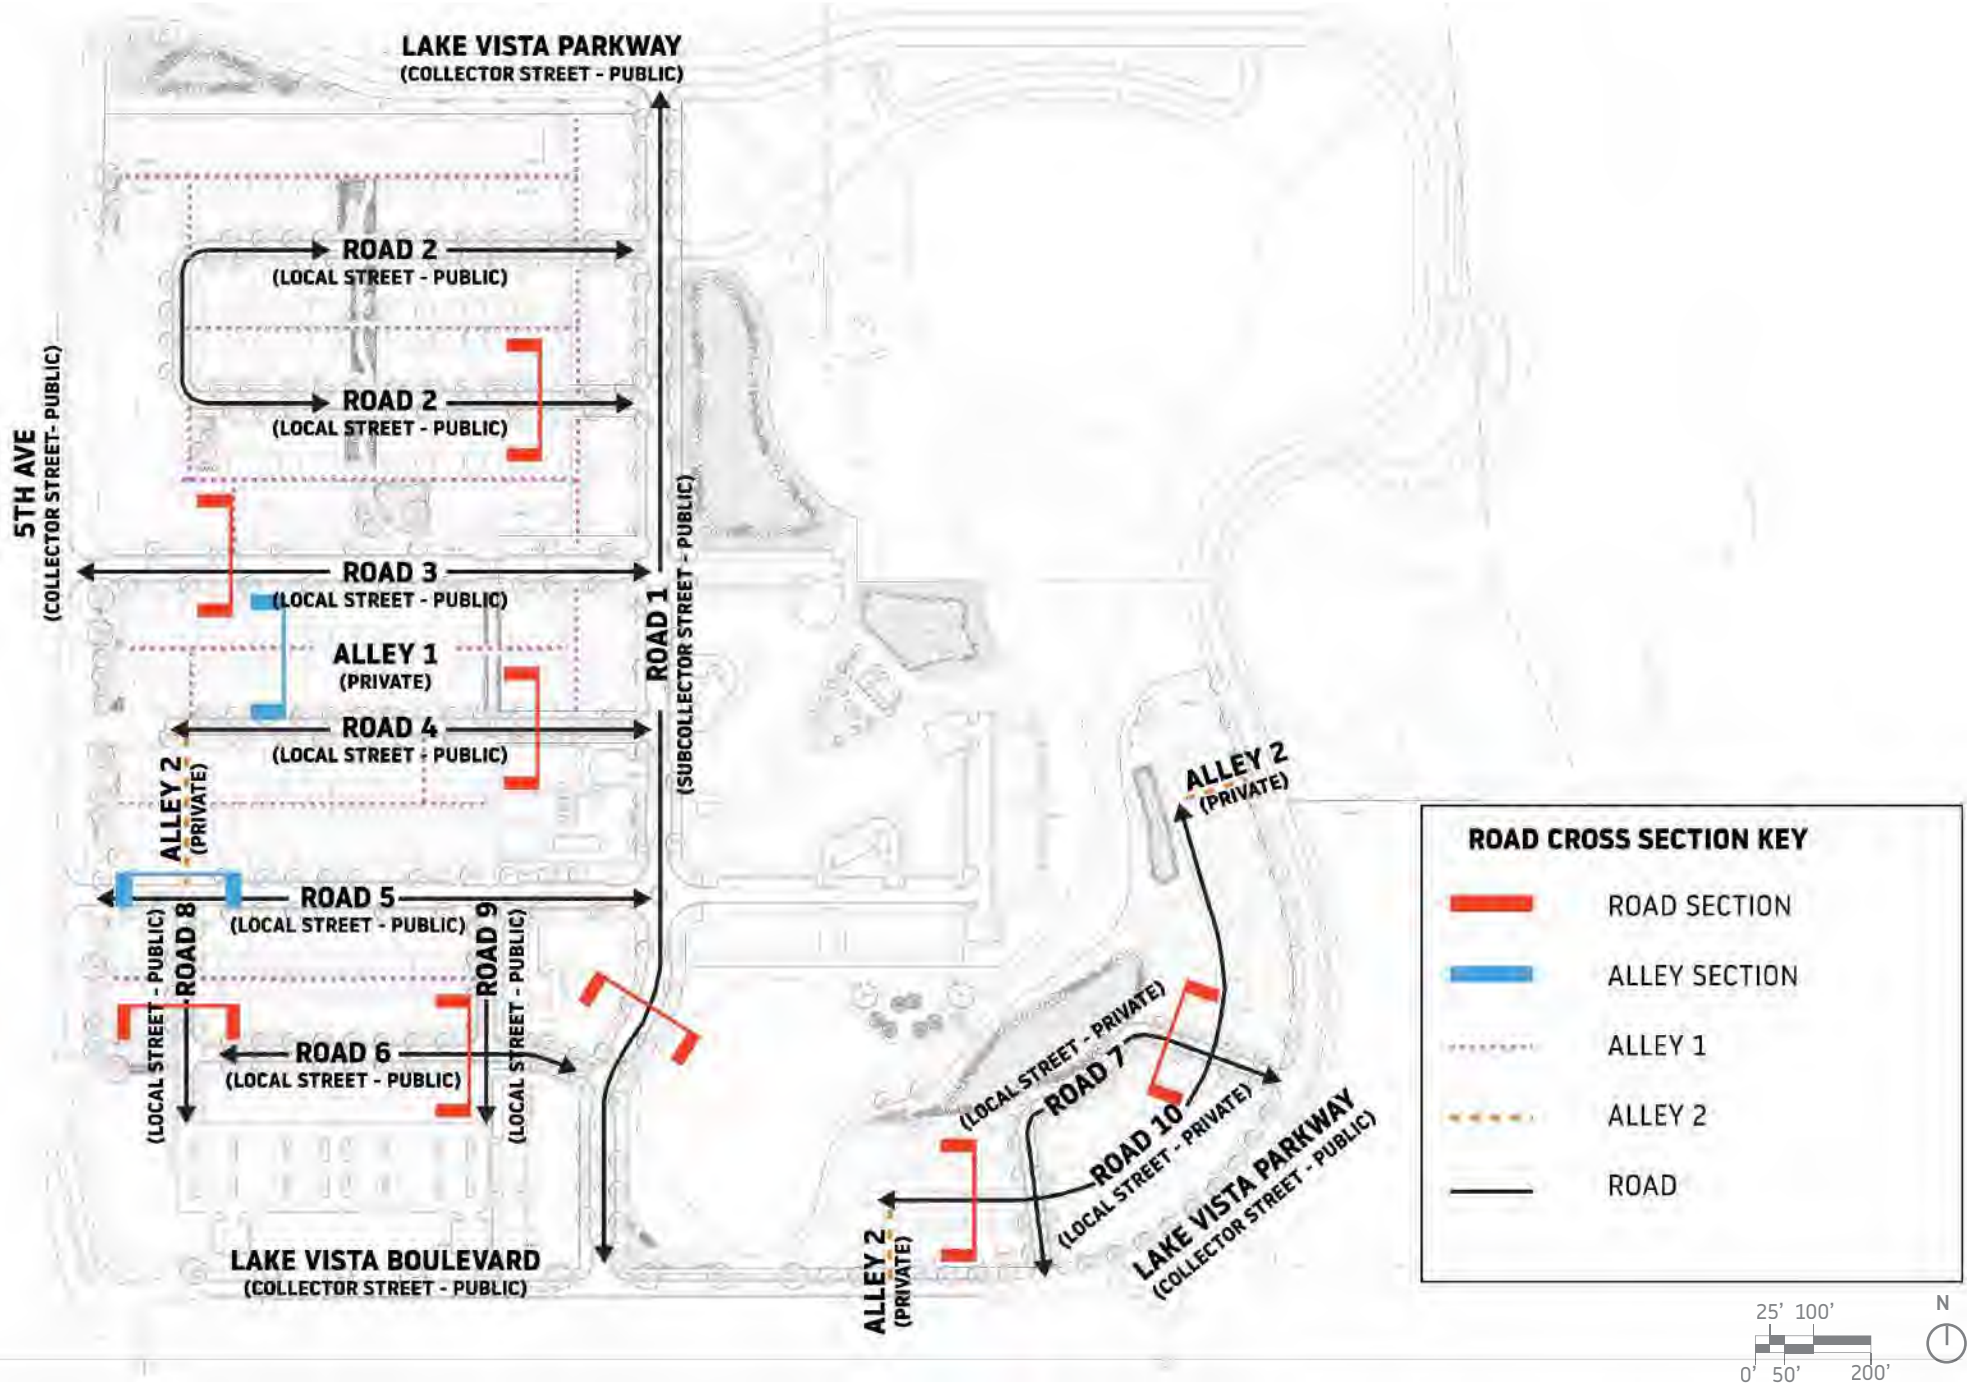 LAKE VISTA PARKWAY
(COLLECTOR STREET - PUBLIC)
ROAD 2
(LOCAL STREET - PUBLIC)
ROAD 2
(LOCAL STREET - PUBLIC)
5TH AVE
(COLLECTOR STREET- PUBLIC)
ROAD 3
(LOCAL STREET - PUBLIC)
ROAD 1
(SUBCOLLECTOR STREET - PUBLIC)
ALLEY 1
(PRIVATE)
ROAD 4
(LOCAL STREET - PUBLIC)
ALLEY 2
(PRIVATE)
ALLEY 2
(PRIVATE)
ROAD 5
(LOCAL STREET - PUBLIC)
ROAD 8
(LOCAL STREET - PUBLIC)
ROAD 9
(LOCAL STREET - PUBLIC)
ROAD 6
(LOCAL STREET - PUBLIC)
(LOCAL STREET - PRIVATE)
ROAD 7
ROAD 10
(LOCAL STREET - PRIVATE)
LAKE VISTA PARKWAY
(COLLECTOR STREET - PUBLIC)
ALLEY 2
(PRIVATE)
LAKE VISTA BOULEVARD
(COLLECTOR STREET - PUBLIC)
ROAD CROSS SECTION KEY
ROAD SECTION
ALLEY SECTION
ALLEY 1
ALLEY 2
ROAD
25' 100'
0' 50' 200'
N